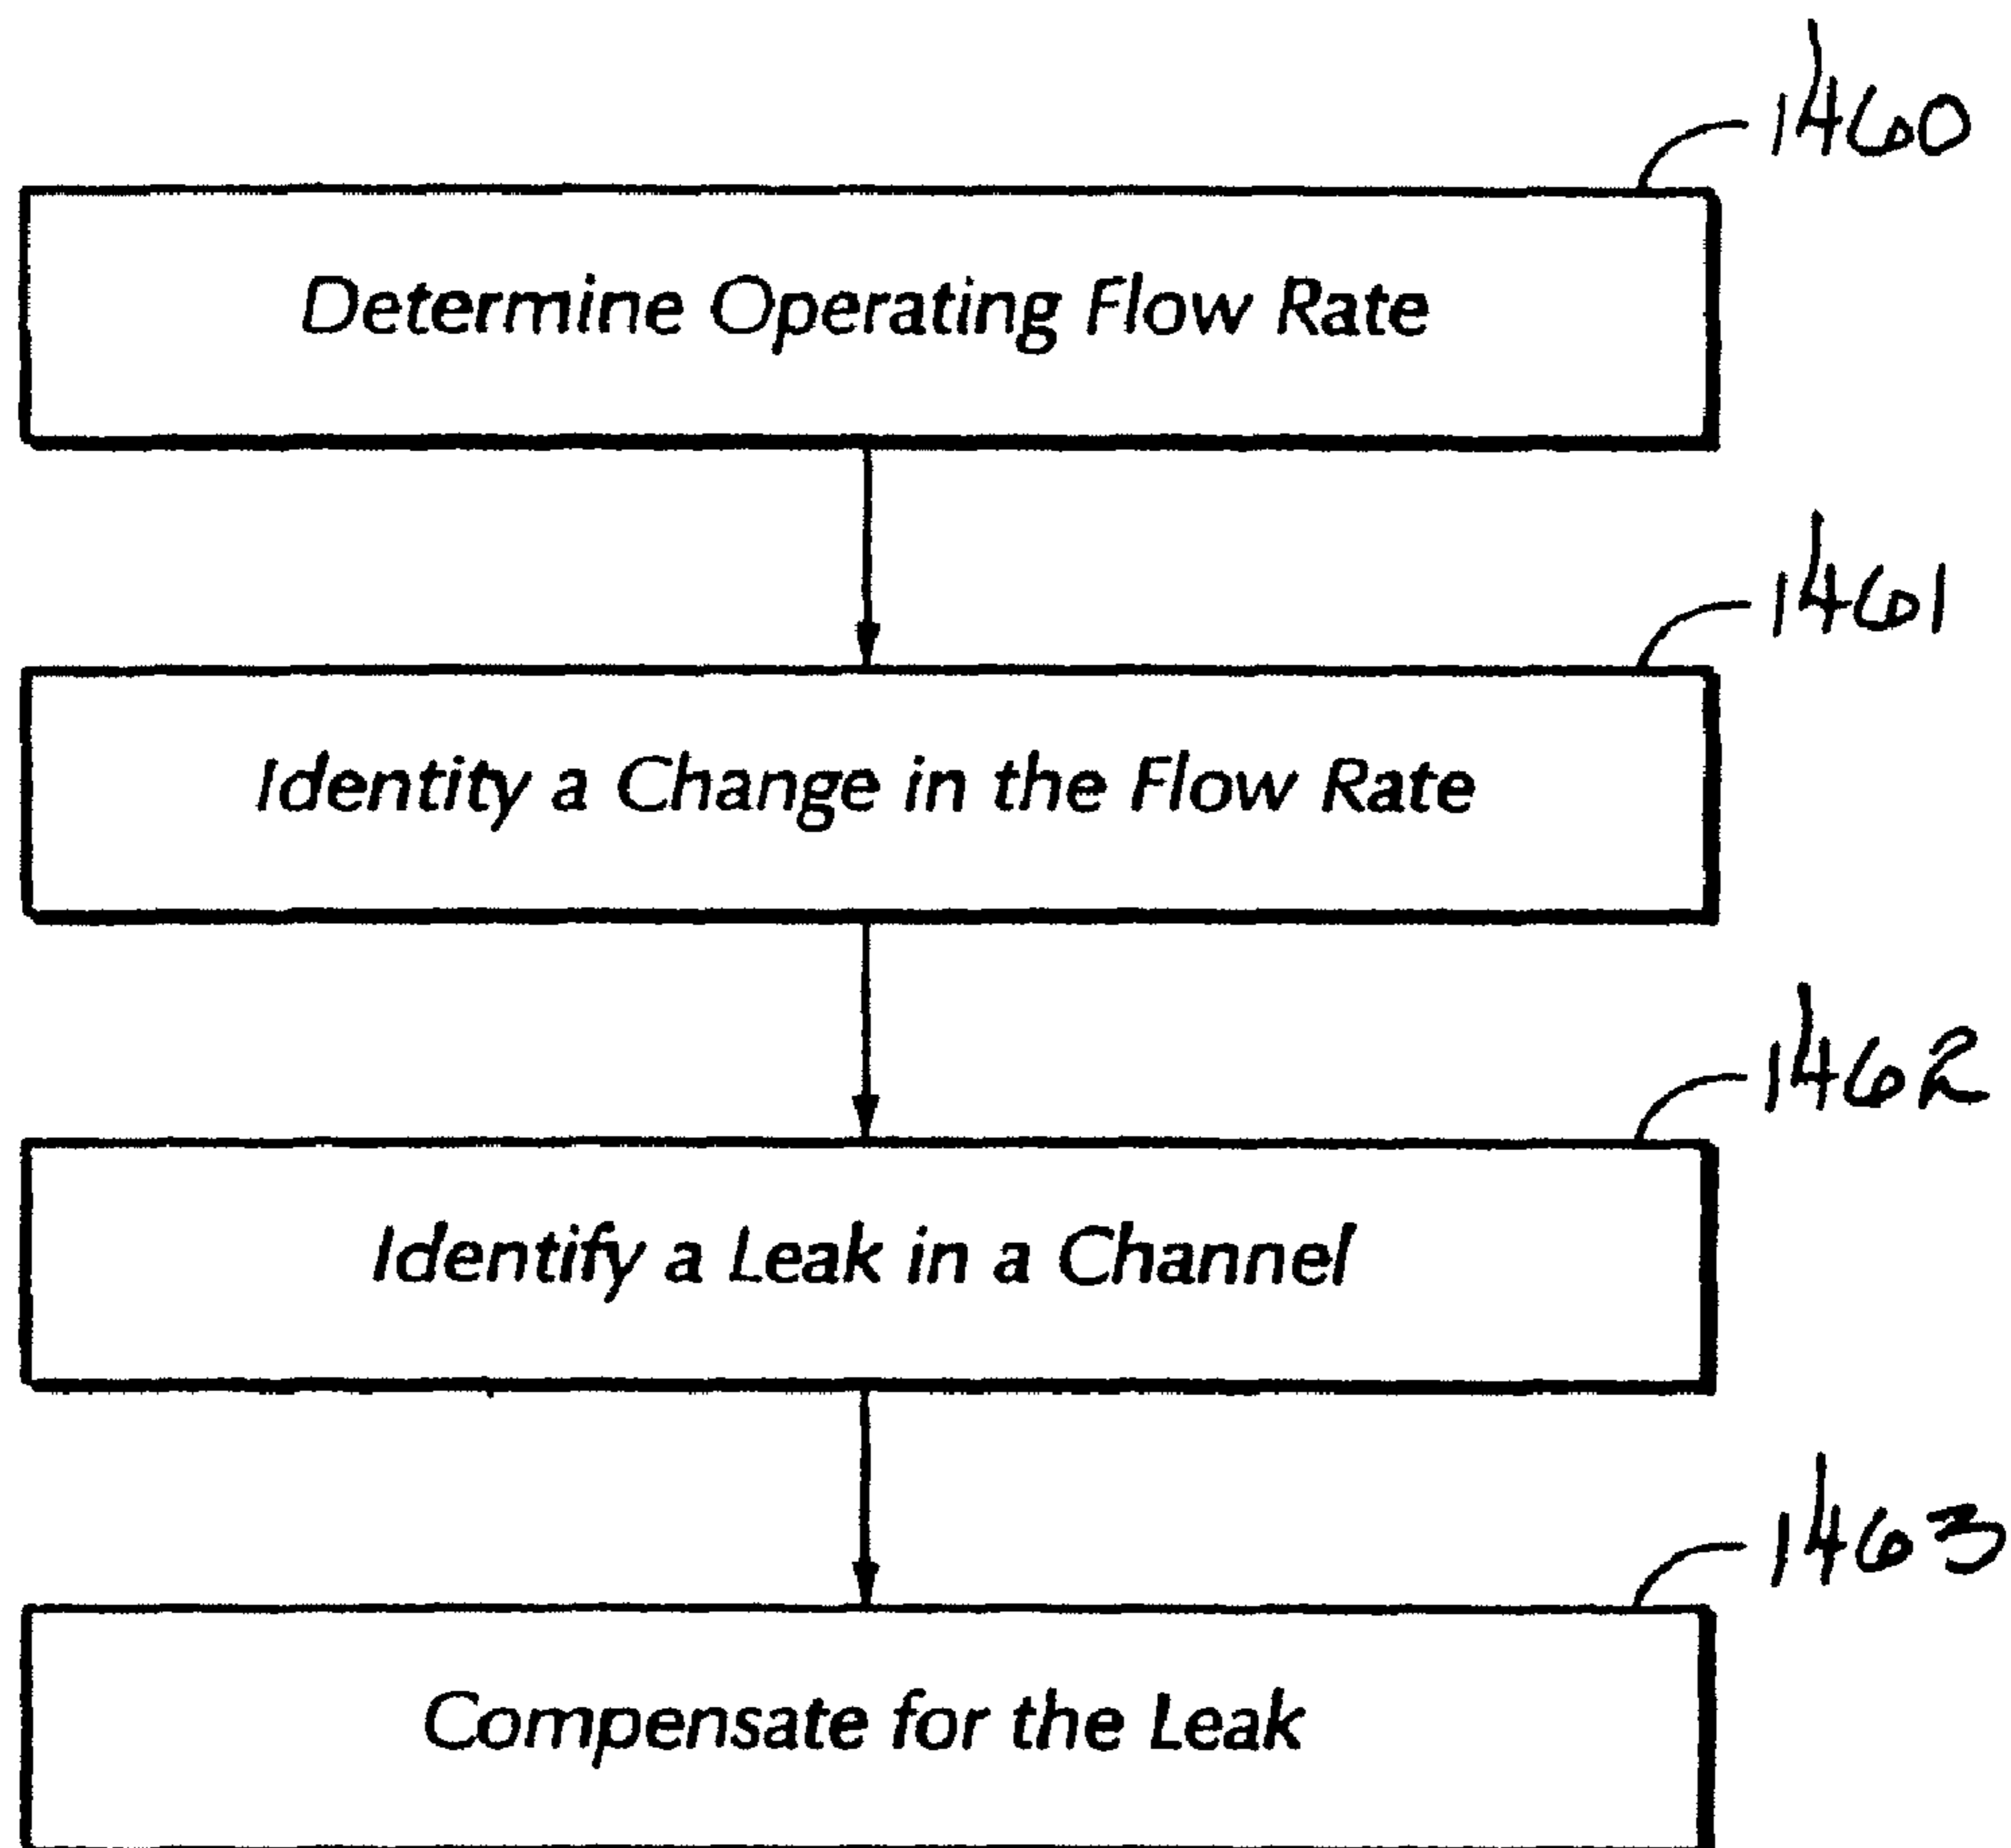 1460
Determine Operating Flow Rate
1461
Identity a Change in the Flow Rate
1462
Identify a Leak in a Channel
1463
Compensate for the Leak